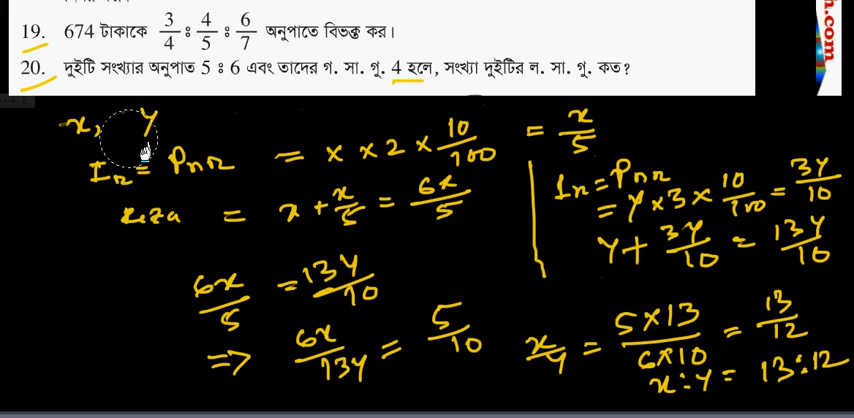 19. 674 টাকাকে 3/4 ঃ 4/5 ঃ 6/7 অনুপাতে বিভক্ত কর।
20. দুইটি সংখ্যার অনুপাত 5 ঃ 6 এবং তাদের গ. সা. গু. 4 হলে, সংখ্যা দুইটির ল. সা. গু. কত?
x, y
I_n = Pnr = x × 2 × 10/100 = x/5
= x + x/5 = 6x/5
I_n = Pnr
= y × 3 × 10/100 = 3y/10
y + 3y/10 = 13y/10
6x/5 = 13y/10
⇒ 6x/13y = 5/10
x/y = 5×13/6×10 = 13/12
x : y = 13 : 12